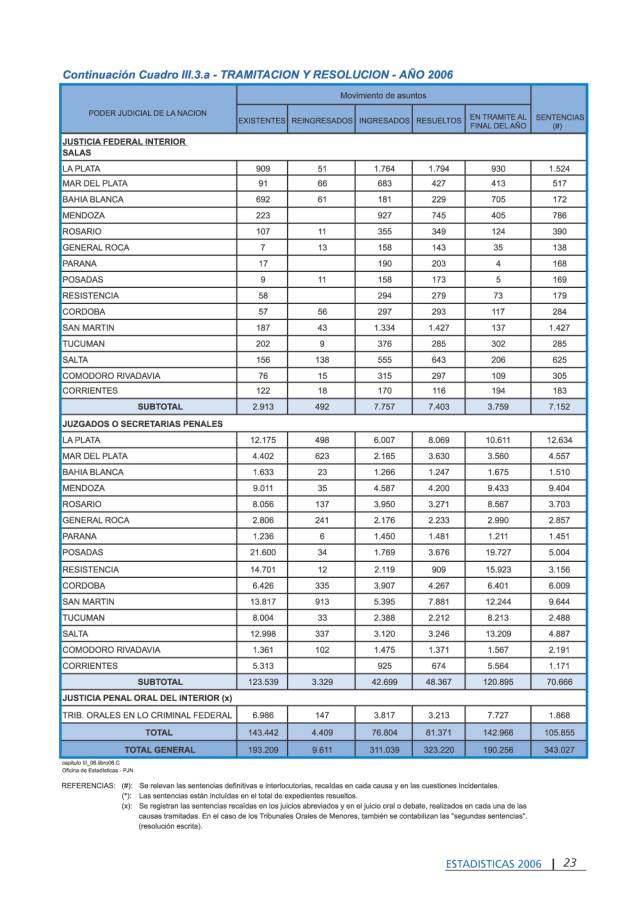 Continuación Cuadro III.3.a - TRAMITACION Y RESOLUCION - AÑO 2006
PODER JUDICIAL DE LA NACION
Movimiento de asuntos
EXISTENTES REINGRESADOS INGRESADOS RESUELTOS EN TRAMITE AL FINAL DEL AÑO SENTENCIAS (#)
JUSTICIA FEDERAL INTERIOR
SALAS
LA PLATA 909 51 1.764 1.794 930 1.524
MAR DEL PLATA 91 66 683 427 413 517
BAHIA BLANCA 692 61 181 229 705 172
MENDOZA 223 927 745 405 786
ROSARIO 107 11 355 349 124 390
GENERAL ROCA 7 13 158 143 35 138
PARANA 17 190 203 4 168
POSADAS 9 11 158 173 5 169
RESISTENCIA 58 294 279 73 179
CORDOBA 57 56 297 293 117 284
SAN MARTIN 187 43 1.334 1.427 137 1.427
TUCUMAN 202 9 376 285 302 285
SALTA 156 138 555 643 206 625
COMODORO RIVADAVIA 76 15 315 297 109 305
CORRIENTES 122 18 170 116 194 183
SUBTOTAL 2.913 492 7.757 7.403 3.759 7.152
JUZGADOS O SECRETARIAS PENALES
LA PLATA 12.175 498 6.007 8.069 10.611 12.634
MAR DEL PLATA 4.402 623 2.165 3.630 3.560 4.557
BAHIA BLANCA 1.633 23 1.266 1.247 1.675 1.510
MENDOZA 9.011 35 4.587 4.200 9.433 9.404
ROSARIO 8.056 137 3.950 3.271 8.567 3.703
GENERAL ROCA 2.806 241 2.176 2.233 2.990 2.857
PARANA 1.236 6 1.450 1.481 1.211 1.451
POSADAS 21.600 34 1.769 3.676 19.727 5.004
RESISTENCIA 14.701 12 2.119 909 15.923 3.156
CORDOBA 6.426 335 3.907 4.267 6.401 6.009
SAN MARTIN 13.817 913 5.395 7.881 12.244 9.644
TUCUMAN 8.004 33 2.388 2.212 8.213 2.488
SALTA 12.998 337 3.120 3.246 13.209 4.887
COMODORO RIVADAVIA 1.361 102 1.475 1.371 1.567 2.191
CORRIENTES 5.313 925 674 5.564 1.171
SUBTOTAL 123.539 3.329 42.699 48.367 120.895 70.666
JUSTICIA PENAL ORAL DEL INTERIOR (x)
TRIB. ORALES EN LO CRIMINAL FEDERAL 6.986 147 3.817 3.213 7.727 1.868
TOTAL 143.442 4.409 76.804 81.371 142.966 105.855
TOTAL GENERAL 193.209 9.611 311.039 323.220 190.256 343.027
capitulo III_06.libro06.C
Oficina de Estadísticas - PJN
REFERENCIAS: (#): Se relevan las sentencias definitivas e interlocutorias, recaídas en cada causa y en las cuestiones incidentales.
(*): Las sentencias están incluídas en el total de expedientes resueltos.
(x): Se registran las sentencias recaídas en los juicios abreviados y en el juicio oral o debate, realizados en cada una de las
causas tramitadas. En el caso de los Tribunales Orales de Menores, también se contabilizan las "segundas sentencias".
(resolución escrita).
ESTADISTICAS 2006 | 23